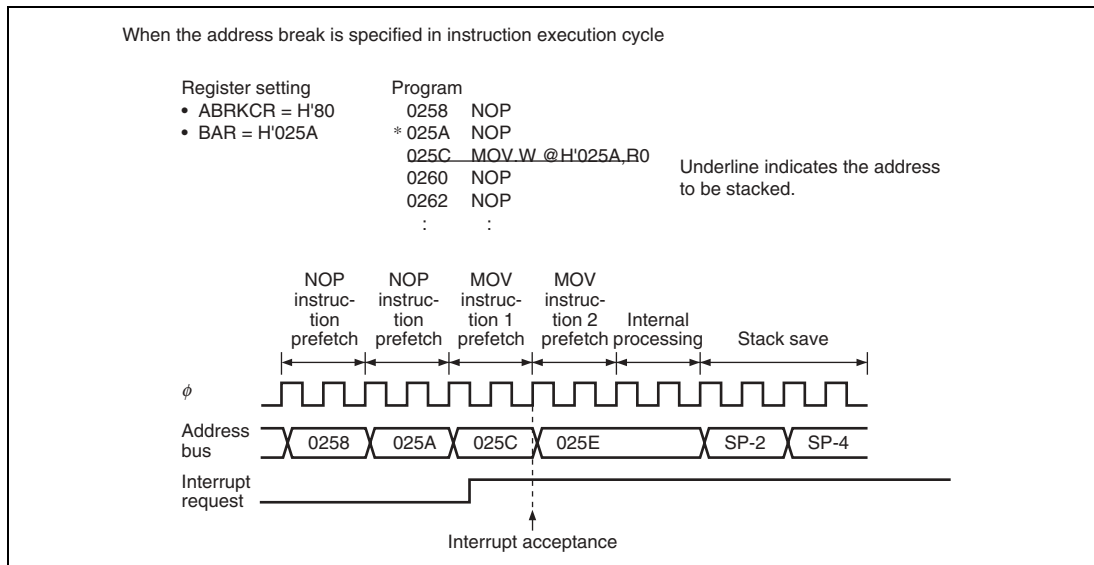 When the address break is specified in instruction execution cycle
Register setting
• ABRKCR = H'80
• BAR = H'025A
Program
0258 NOP
* 025A NOP
025C MOV.W @H'025A,R0
0260 NOP
0262 NOP
: :
Underline indicates the address
to be stacked.
NOP
instruc-
tion
prefetch
NOP
instruc-
tion
prefetch
MOV
instruc-
tion 1
prefetch
MOV
instruc-
tion 2
prefetch
Internal
processing
Stack save
φ
Address
bus
0258 025A 025C 025E SP-2 SP-4
Interrupt
request
Interrupt acceptance